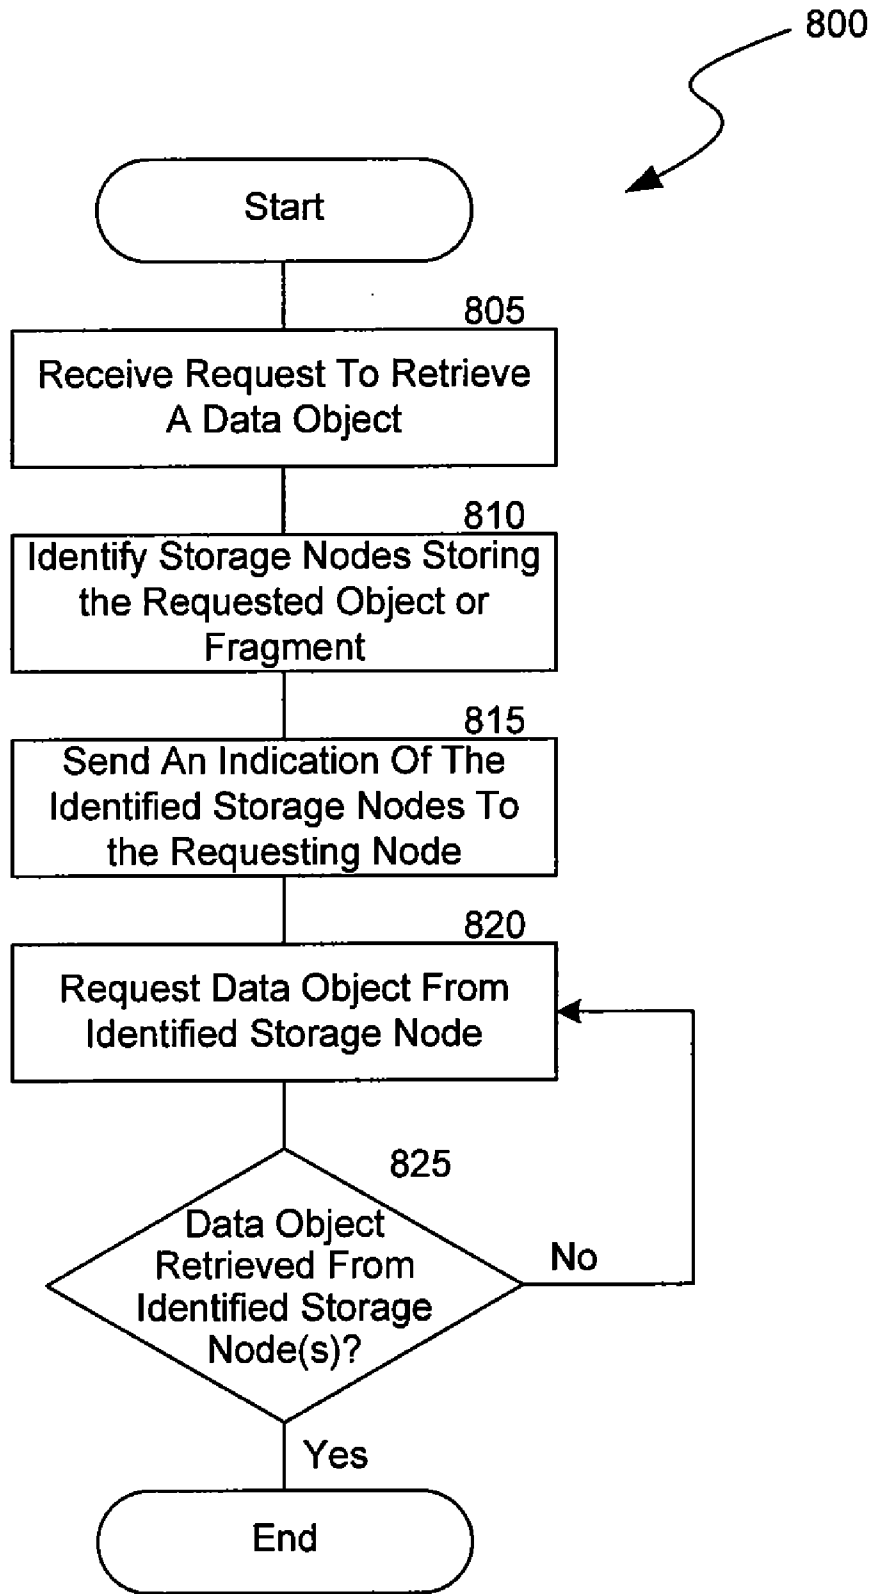 800
Start
805
Receive Request To Retrieve
A Data Object
810
Identify Storage Nodes Storing
the Requested Object or
Fragment
815
Send An Indication Of The
Identified Storage Nodes To
the Requesting Node
820
Request Data Object From
Identified Storage Node
825
Data Object
Retrieved From
Identified Storage
Node(s)?
No
Yes
End